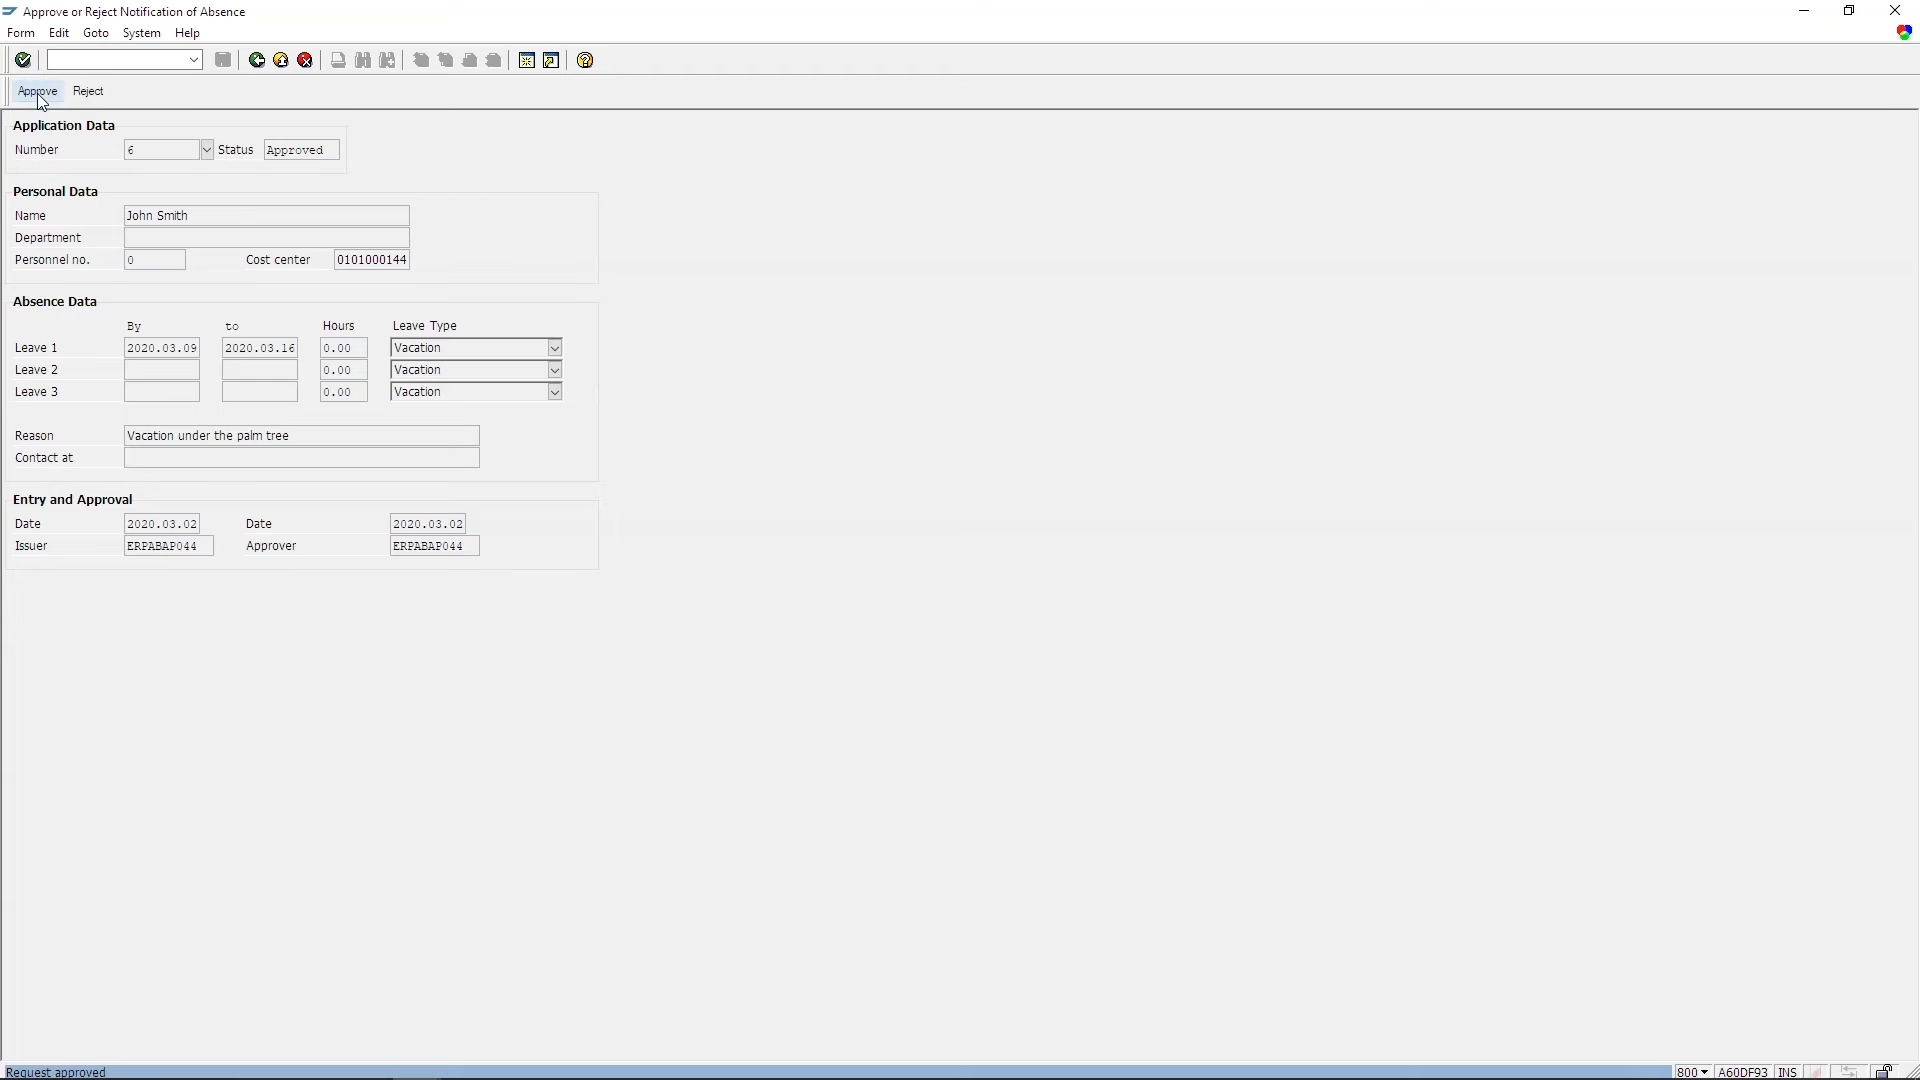 Approve or Reject Notification of Absence
Form Edit Goto System Help
Approve Reject
Application Data
Number 6 Status Approved
Personal Data
Name John Smith
Department
Personnel no. 0 Cost center 0101000144
Absence Data
By to Hours Leave Type
Leave 1 2020.03.09 2020.03.16 0.00 Vacation
Leave 2 0.00 Vacation
Leave 3 0.00 Vacation
Reason Vacation under the palm tree
Contact at
Entry and Approval
Date 2020.03.02 Date 2020.03.02
Issuer ERPABAP044 Approver ERPABAP044
Request approved 800 A60DF93 INS